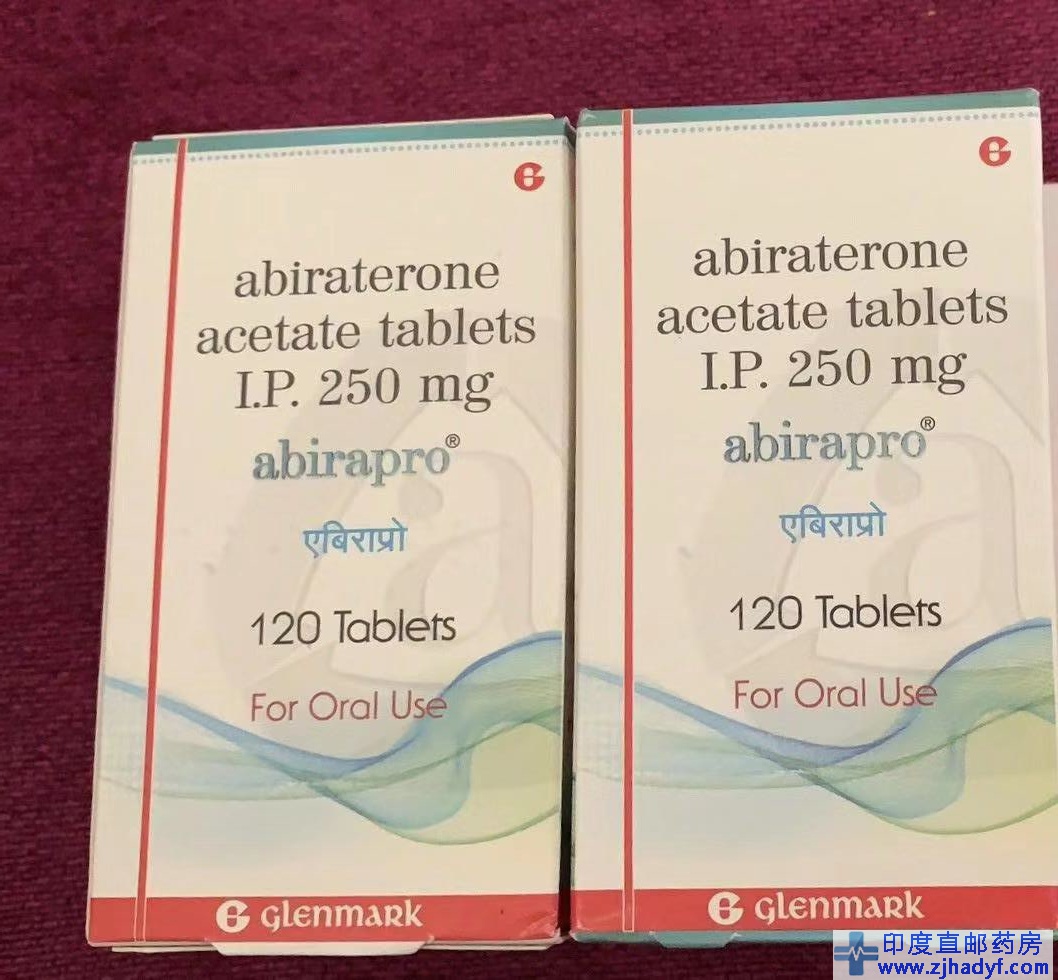 abiraterone
acetate tablets
I.P. 250 mg
abirapro®
एबिराप्रो
120 Tablets
For Oral Use
GLENMARK
abiraterone
acetate tablets
I.P. 250 mg
abirapro®
एबिराप्रो
120 Tablets
For Oral Use
GLENMARK
印度直邮药房
www.zjhadyf.com